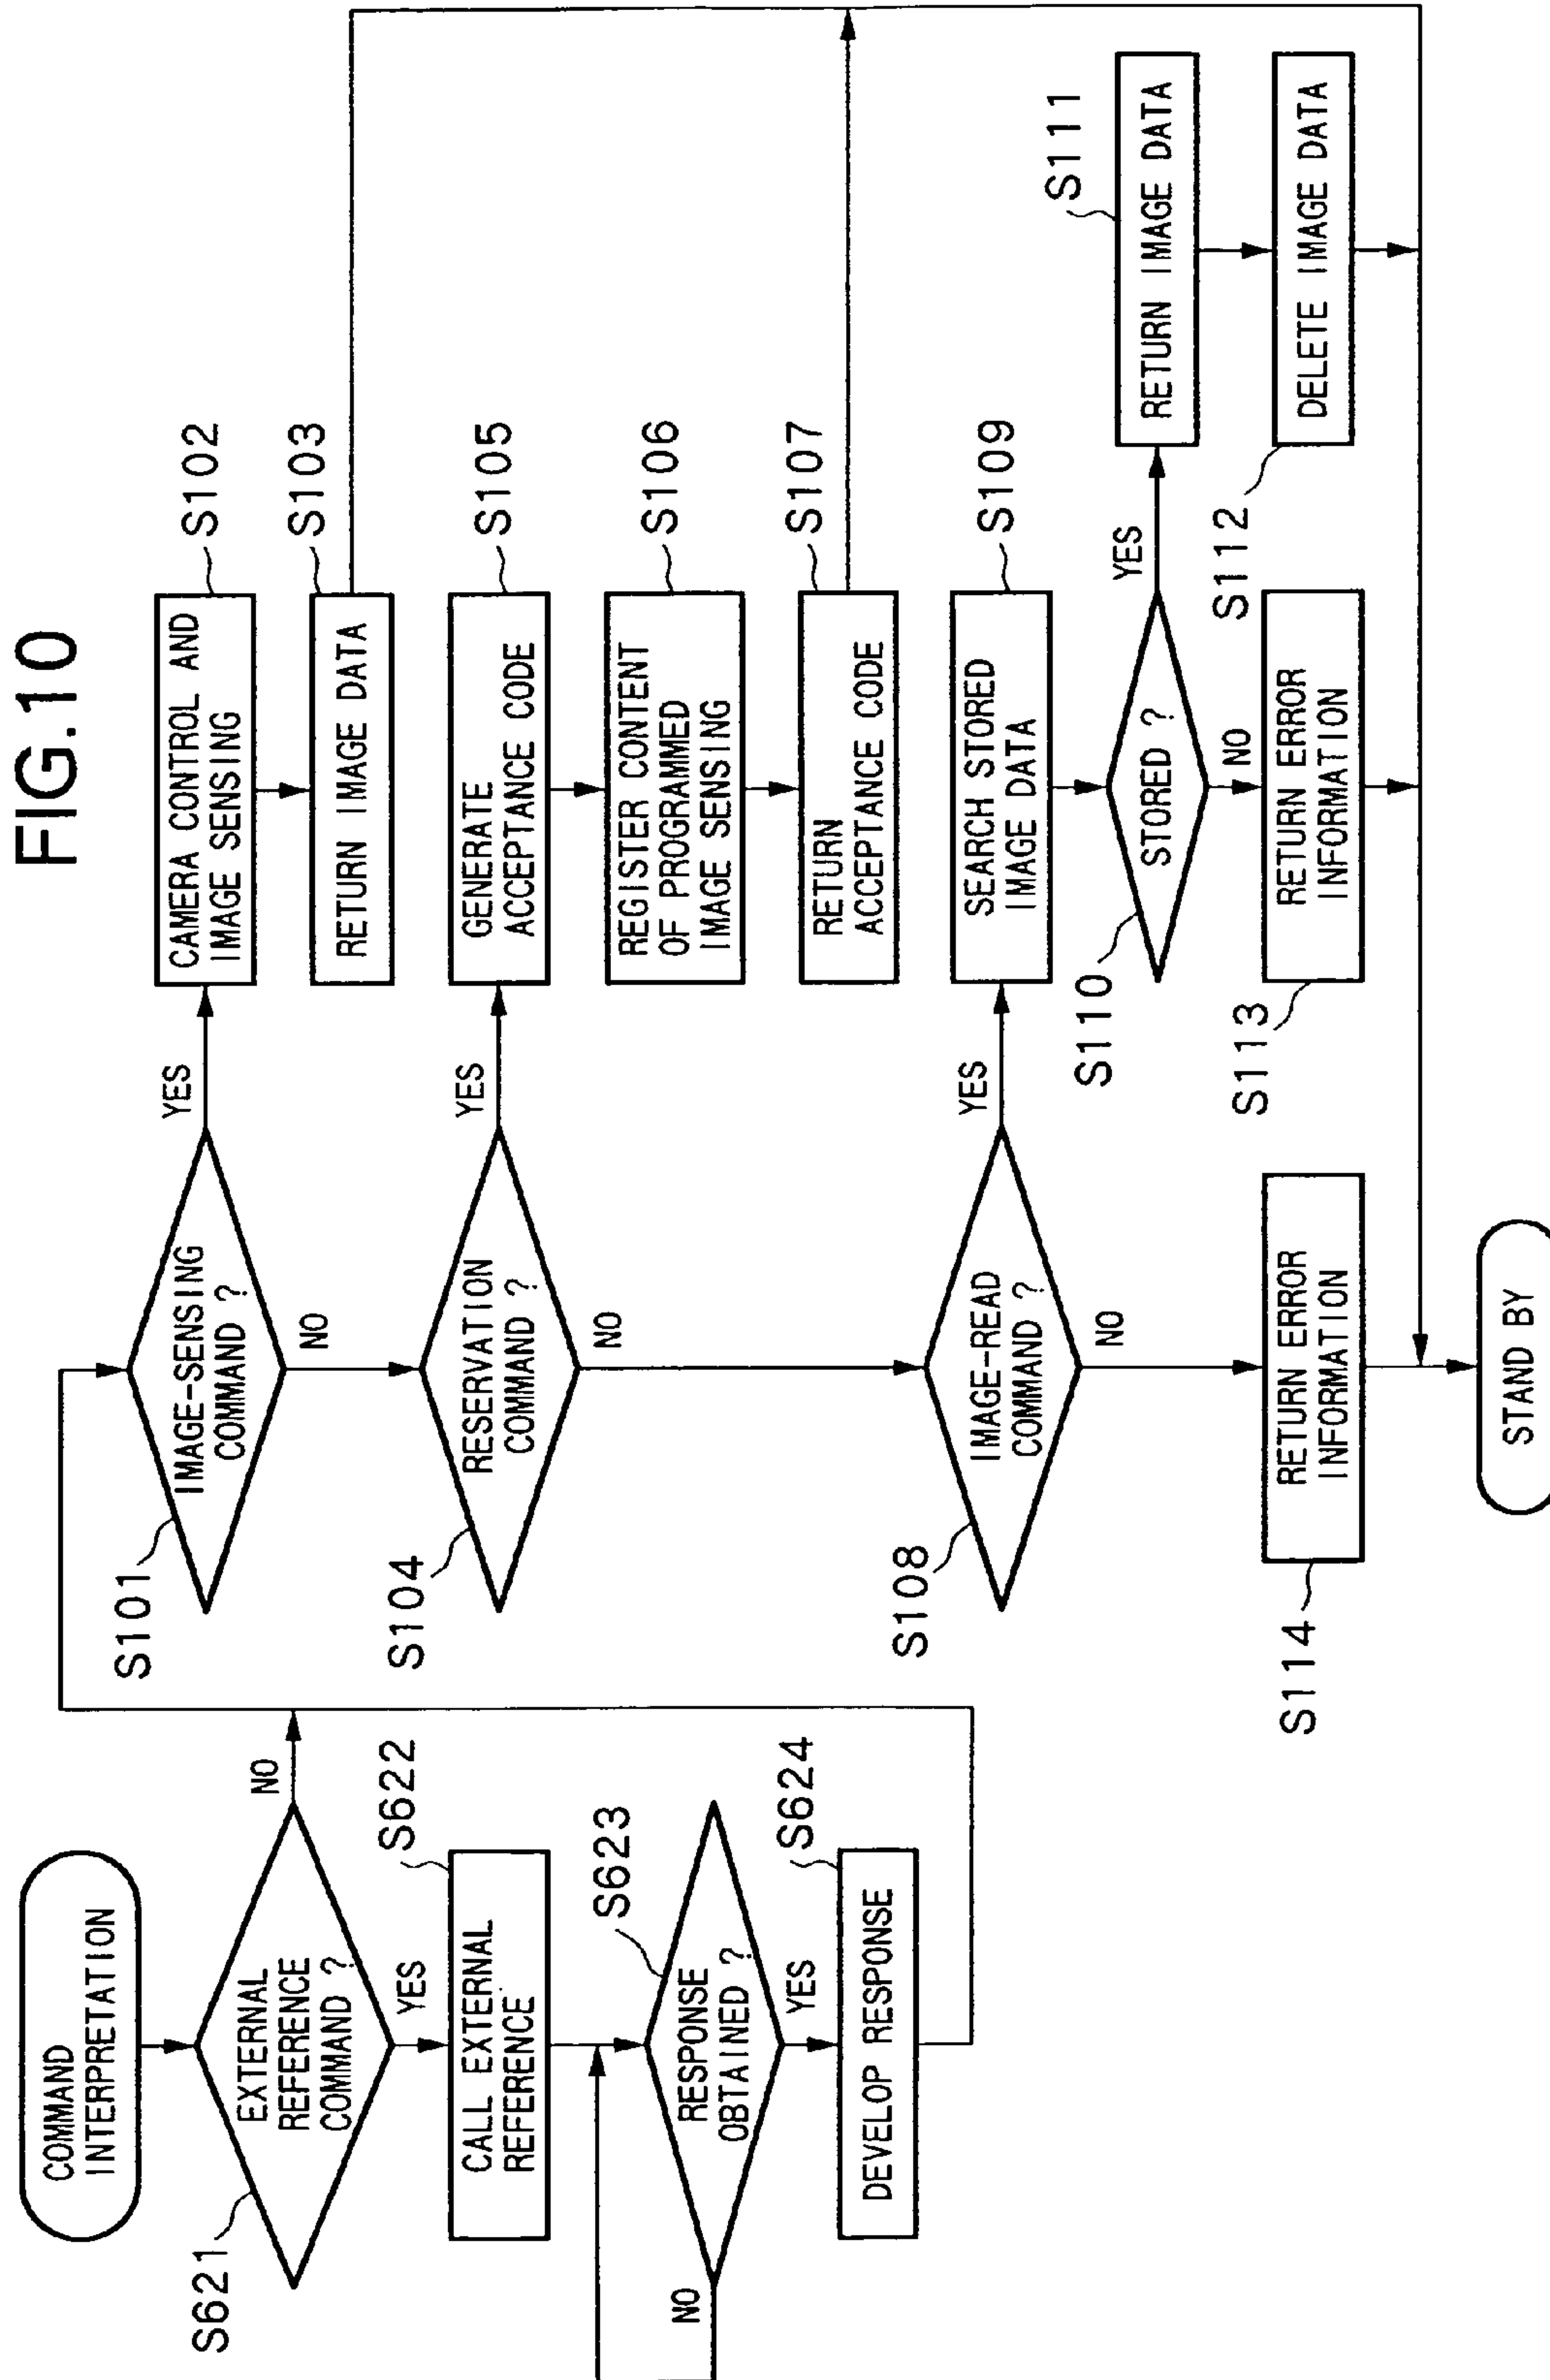 FIG.10
COMMAND
INTERPRETATION
S621
EXTERNAL
REFERENCE
COMMAND ?
NO
YES
S622
CALL EXTERNAL
REFERENCE
S623
RESPONSE
OBTAINED ?
NO
YES
S624
DEVELOP RESPONSE
S101
IMAGE-SENSING
COMMAND ?
YES
NO
S102
CAMERA CONTROL AND
IMAGE SENSING
S103
RETURN IMAGE DATA
S104
RESERVATION
COMMAND ?
YES
NO
S105
GENERATE
ACCEPTANCE CODE
S106
REGISTER CONTENT
OF PROGRAMMED
IMAGE SENSING
S107
RETURN
ACCEPTANCE CODE
S108
IMAGE-READ
COMMAND ?
YES
NO
S109
SEARCH STORED
IMAGE DATA
S110
STORED ?
YES
NO
S111
RETURN IMAGE DATA
S112
DELETE IMAGE DATA
S113
RETURN ERROR
INFORMATION
S114
RETURN ERROR
INFORMATION
STAND BY